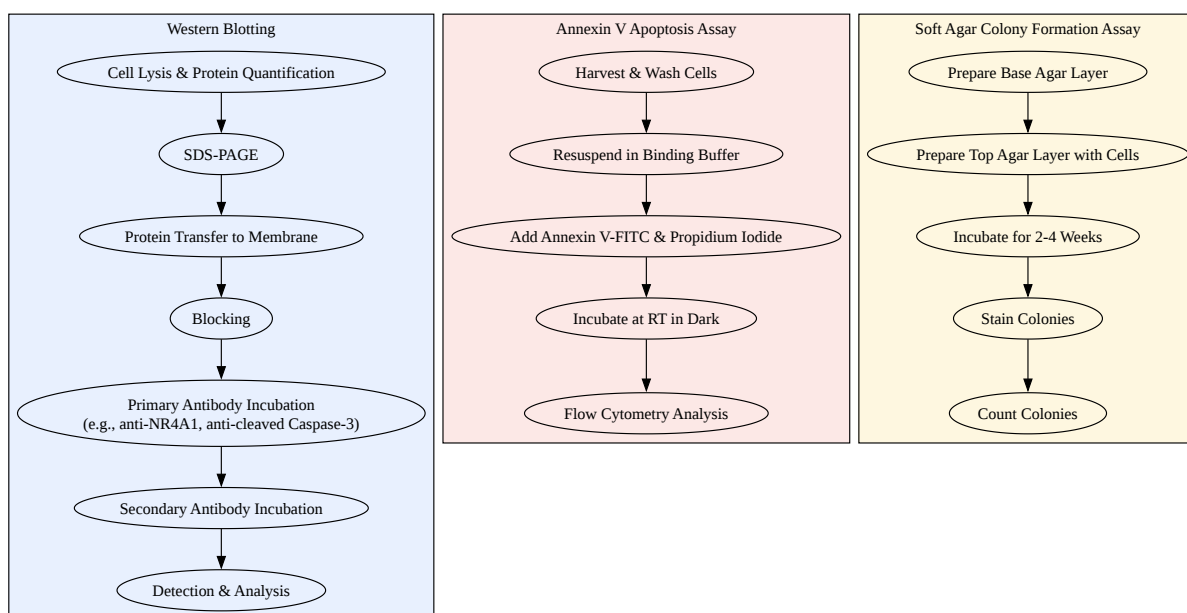 Western Blotting
Cell Lysis & Protein Quantification
SDS-PAGE
Protein Transfer to Membrane
Blocking
Primary Antibody Incubation
(e.g., anti-NR4A1, anti-cleaved Caspase-3)
Secondary Antibody Incubation
Detection & Analysis
Annexin V Apoptosis Assay
Harvest & Wash Cells
Resuspend in Binding Buffer
Add Annexin V-FITC & Propidium Iodide
Incubate at RT in Dark
Flow Cytometry Analysis
Soft Agar Colony Formation Assay
Prepare Base Agar Layer
Prepare Top Agar Layer with Cells
Incubate for 2-4 Weeks
Stain Colonies
Count Colonies